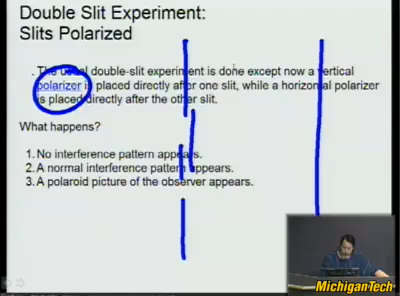 Double Slit Experiment:
Slits Polarized
. The usual double-slit experiment is done except now a vertical
polarizer is placed directly after one slit, while a horizontal polarizer
is placed directly after the other slit.
What happens?
1. No interference pattern appears.
2. A normal interference pattern appears.
3. A polaroid picture of the observer appears.
MichiganTech